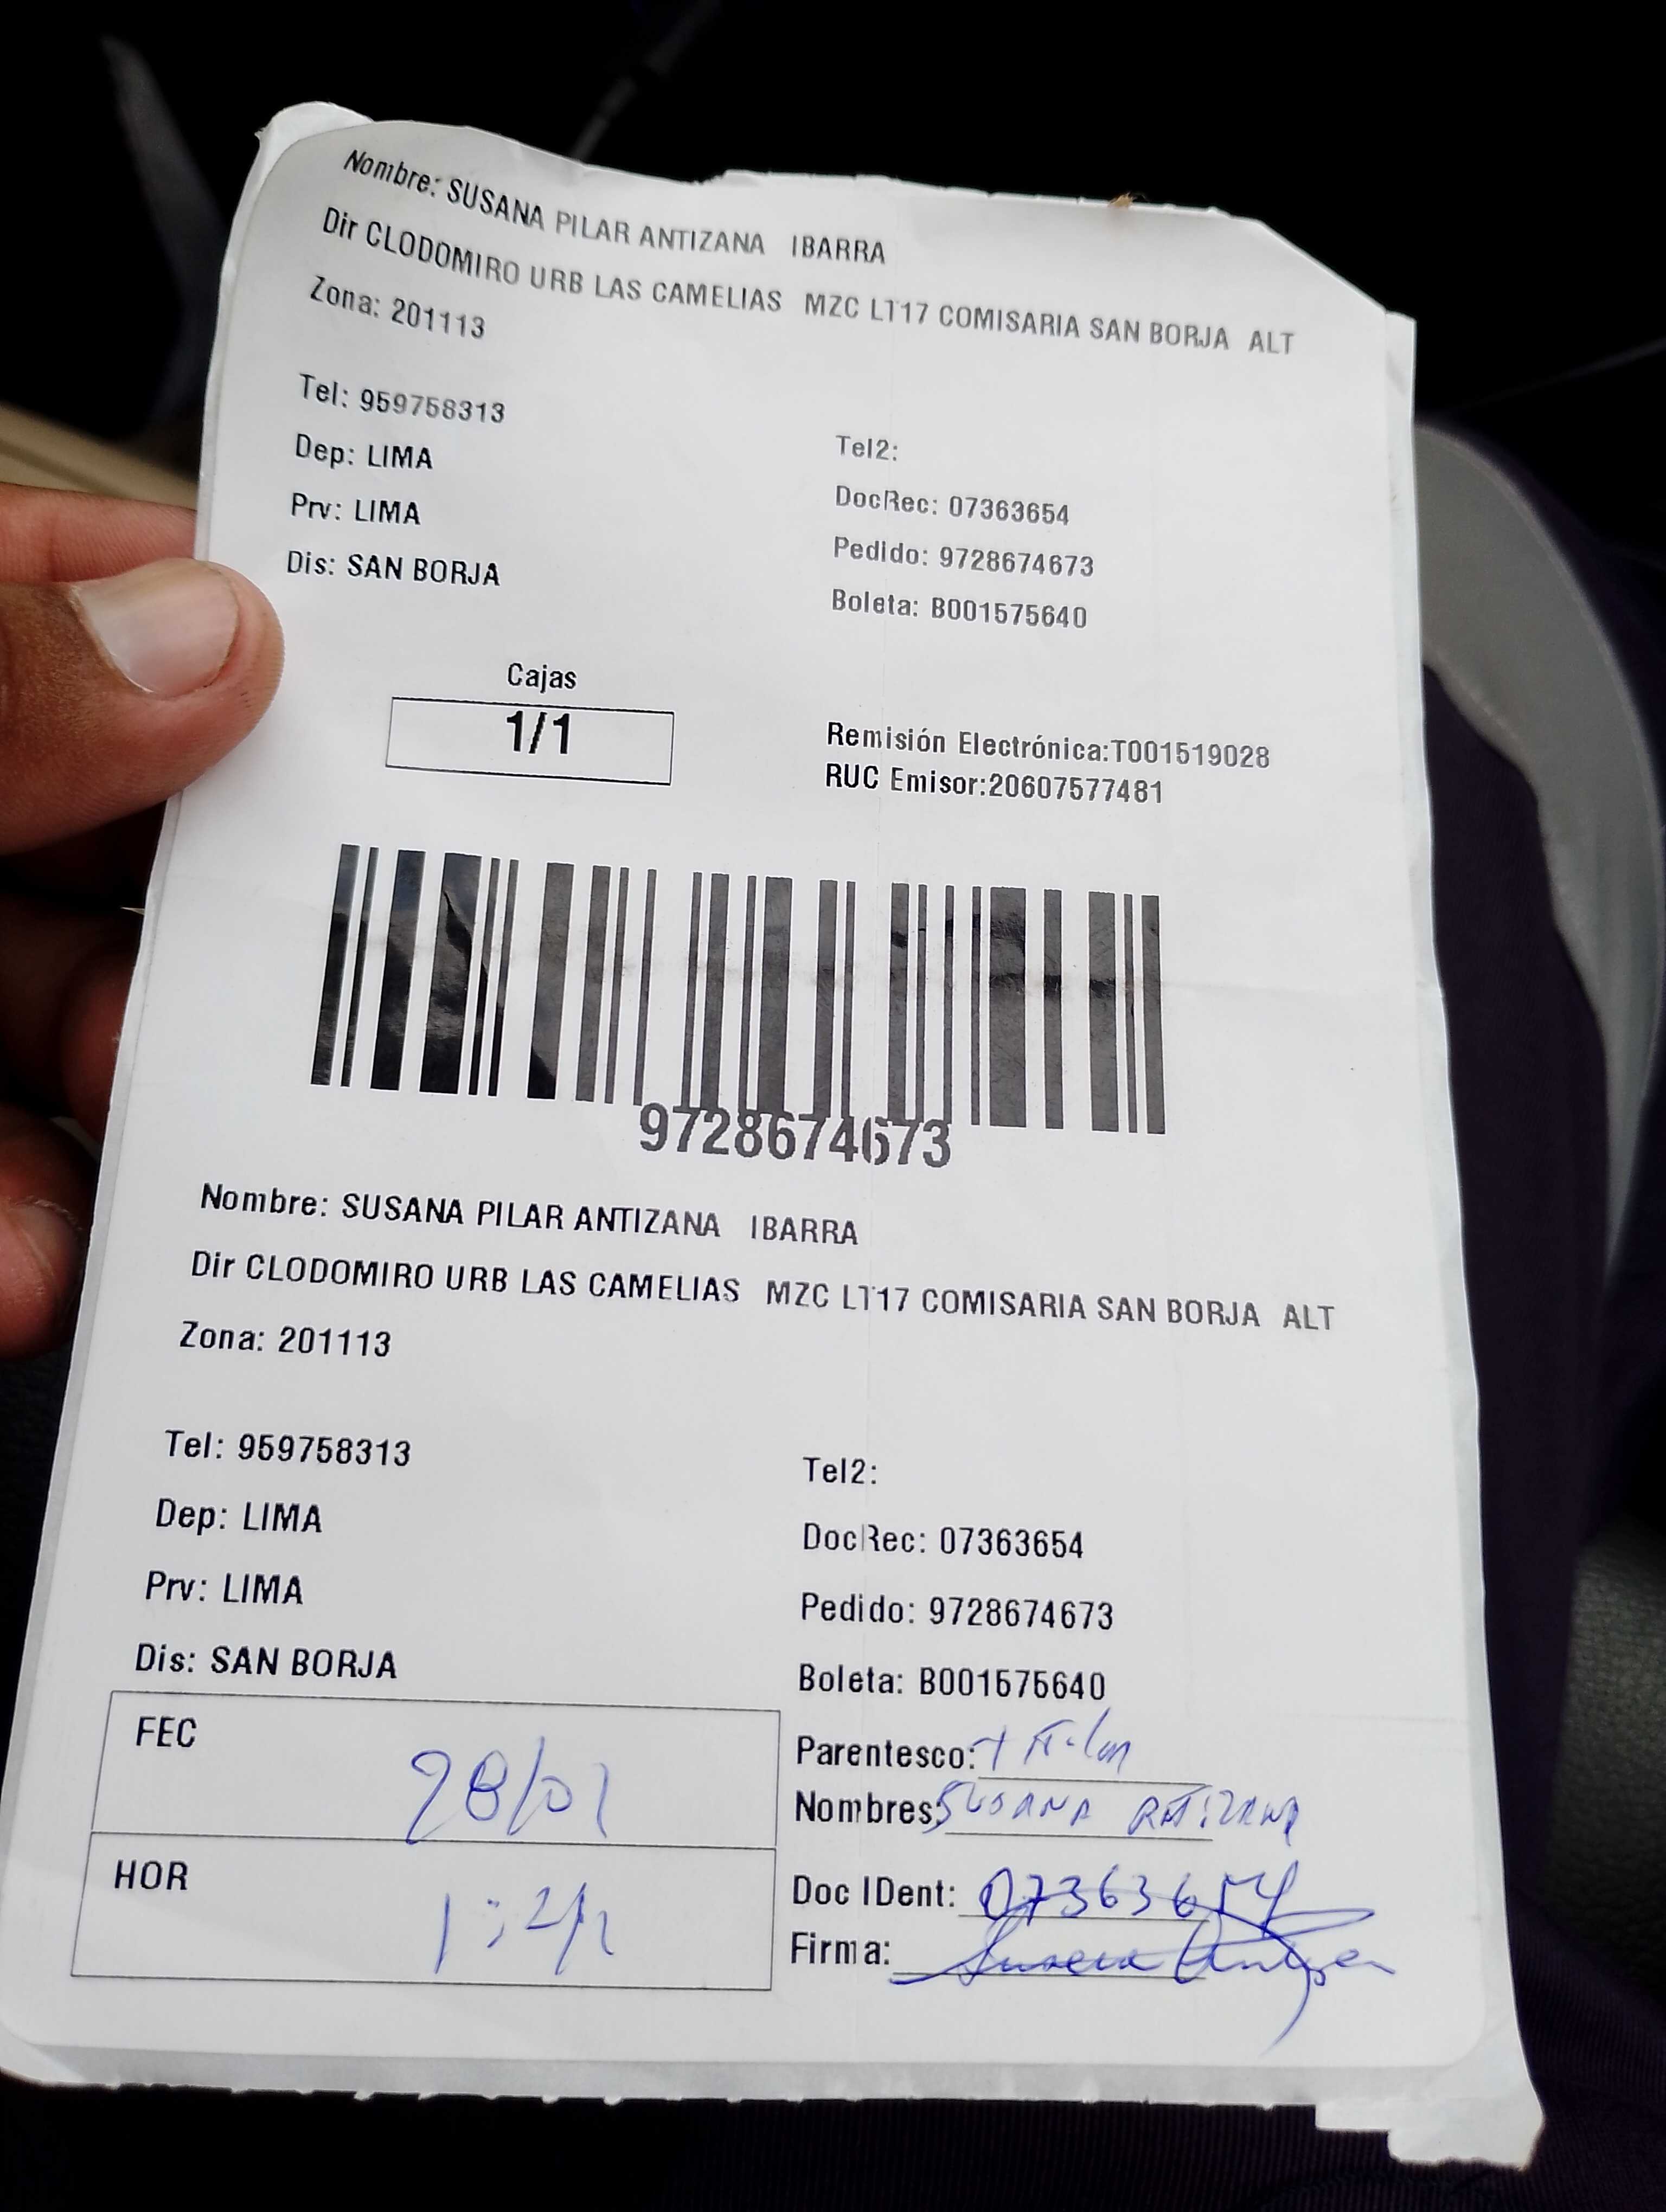 Nombre: SUSANA PILAR ANTIZANA IBARRA
Dir CLODOMIRO URB LAS CAMELIAS MZC LT17 COMISARIA SAN BORJA ALT
Zona: 201113
Tel: 959758313
Tel2:
Dep: LIMA
DocRec: 07363654
Prv: LIMA
Pedido: 9728674673
Dis: SAN BORJA
Boleta: B001575640
Cajas
1/1
Remisión Electrónica:T001519028
RUC Emisor:20607577481
9728674673
Nombre: SUSANA PILAR ANTIZANA IBARRA
Dir CLODOMIRO URB LAS CAMELIAS MZC LT17 COMISARIA SAN BORJA ALT
Zona: 201113
Tel: 959758313
Tel2:
Dep: LIMA
DocRec: 07363654
Prv: LIMA
Pedido: 9728674673
Dis: SAN BORJA
Boleta: B001575640
FEC
Parentesco:
Nombres: SUSANA
HOR
Doc IDent: 07363654
Firma: